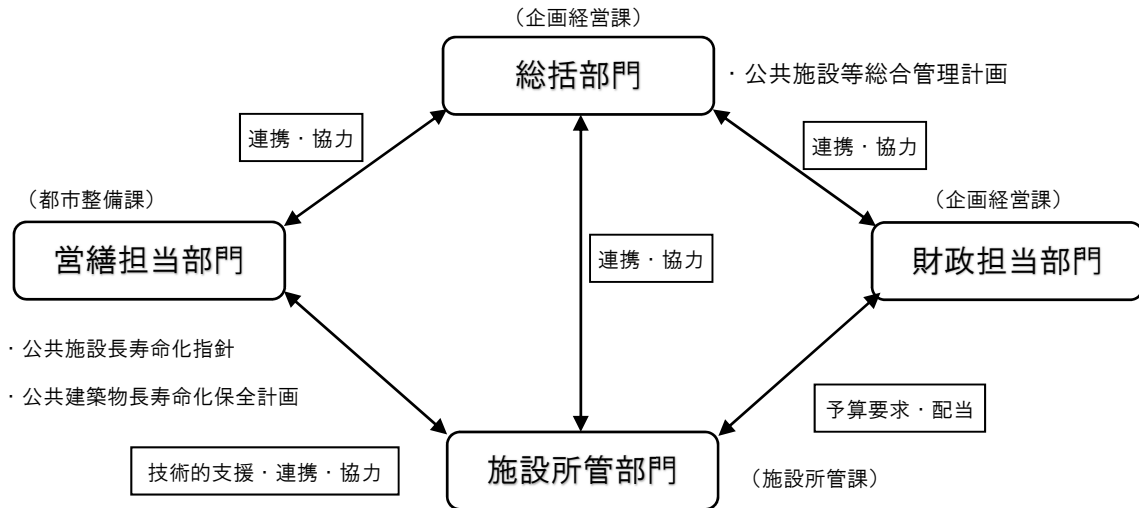 （企画経営課）
総括部門
・公共施設等総合管理計画
連携・協力
連携・協力
（都市整備課）
（企画経営課）
営繕担当部門
連携・協力
財政担当部門
・公共施設長寿命化指針
・公共建築物長寿命化保全計画
予算要求・配当
技術的支援・連携・協力
施設所管部門
（施設所管課）